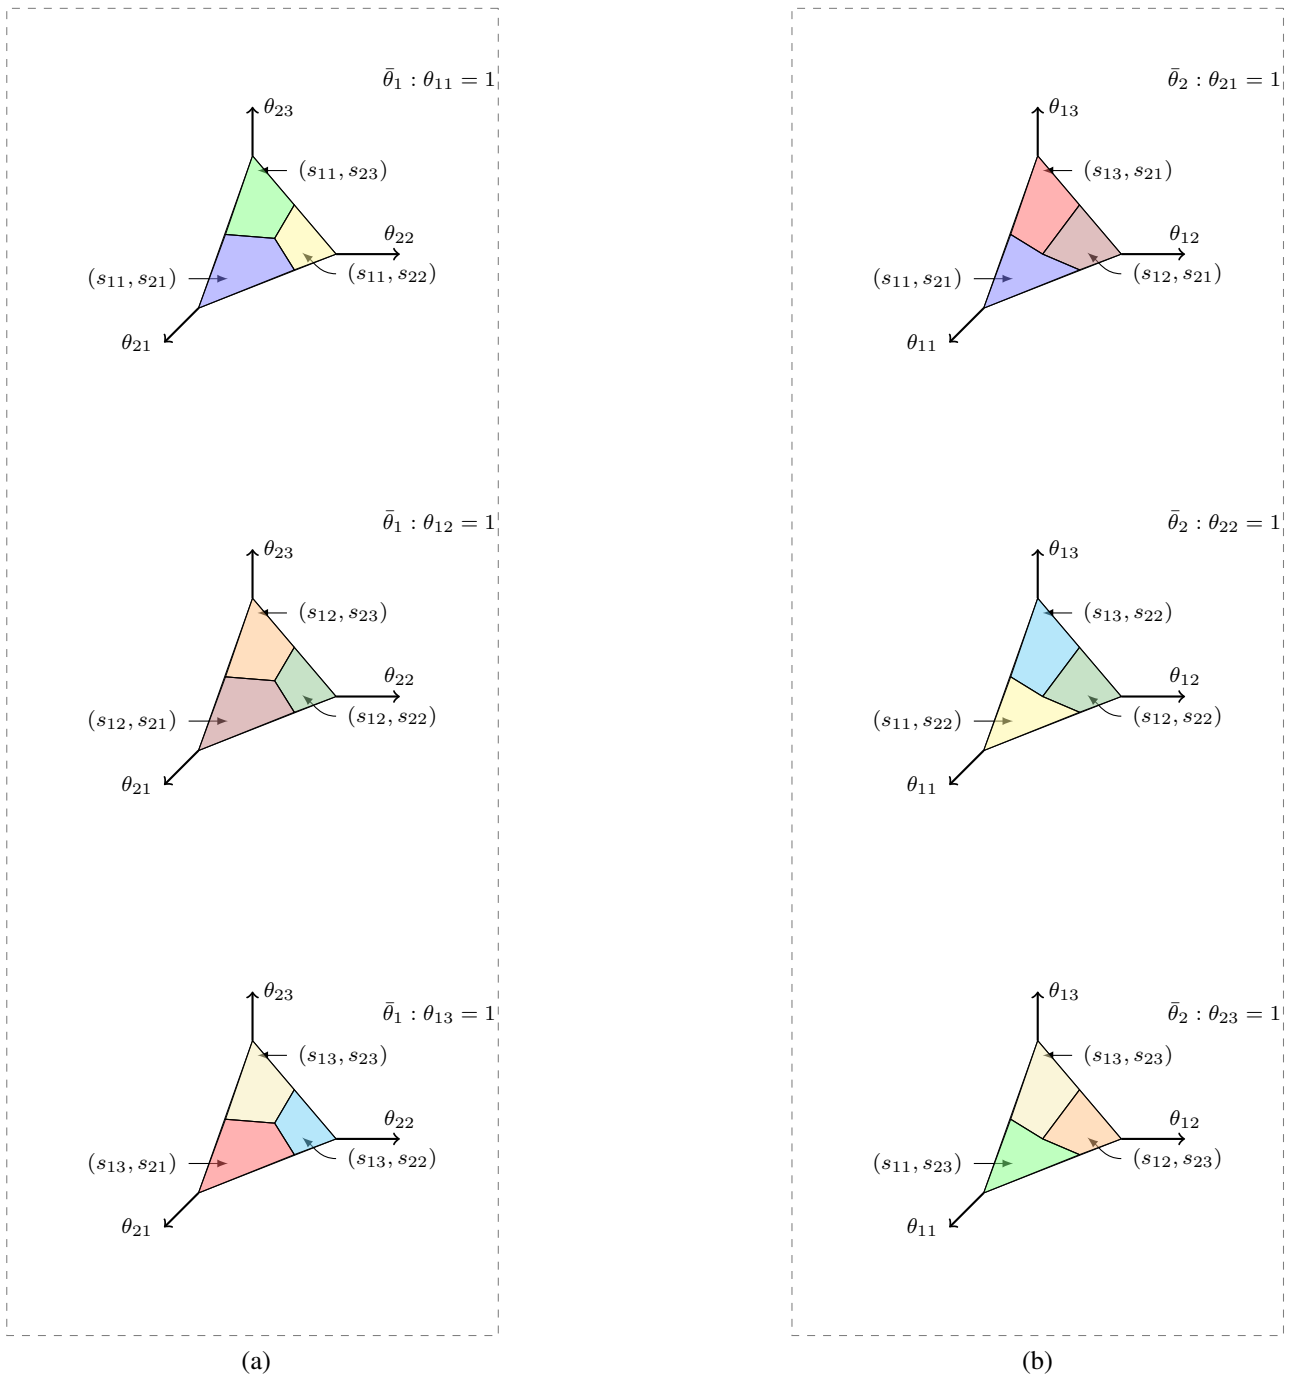 θ̄₁ : θ₁₁ = 1
θ₂₃
(s₁₁, s₂₃)
θ₂₂
(s₁₁, s₂₁)
(s₁₁, s₂₂)
θ₂₁
θ̄₁ : θ₁₂ = 1
θ₂₃
(s₁₂, s₂₃)
θ₂₂
(s₁₂, s₂₁)
(s₁₂, s₂₂)
θ₂₁
θ̄₁ : θ₁₃ = 1
θ₂₃
(s₁₃, s₂₃)
θ₂₂
(s₁₃, s₂₁)
(s₁₃, s₂₂)
θ₂₁
(a)
θ̄₂ : θ₂₁ = 1
θ₁₃
(s₁₃, s₂₁)
θ₁₂
(s₁₁, s₂₁)
(s₁₂, s₂₁)
θ₁₁
θ̄₂ : θ₂₂ = 1
θ₁₃
(s₁₃, s₂₂)
θ₁₂
(s₁₁, s₂₂)
(s₁₂, s₂₂)
θ₁₁
θ̄₂ : θ₂₃ = 1
θ₁₃
(s₁₃, s₂₃)
θ₁₂
(s₁₁, s₂₃)
(s₁₂, s₂₃)
θ₁₁
(b)